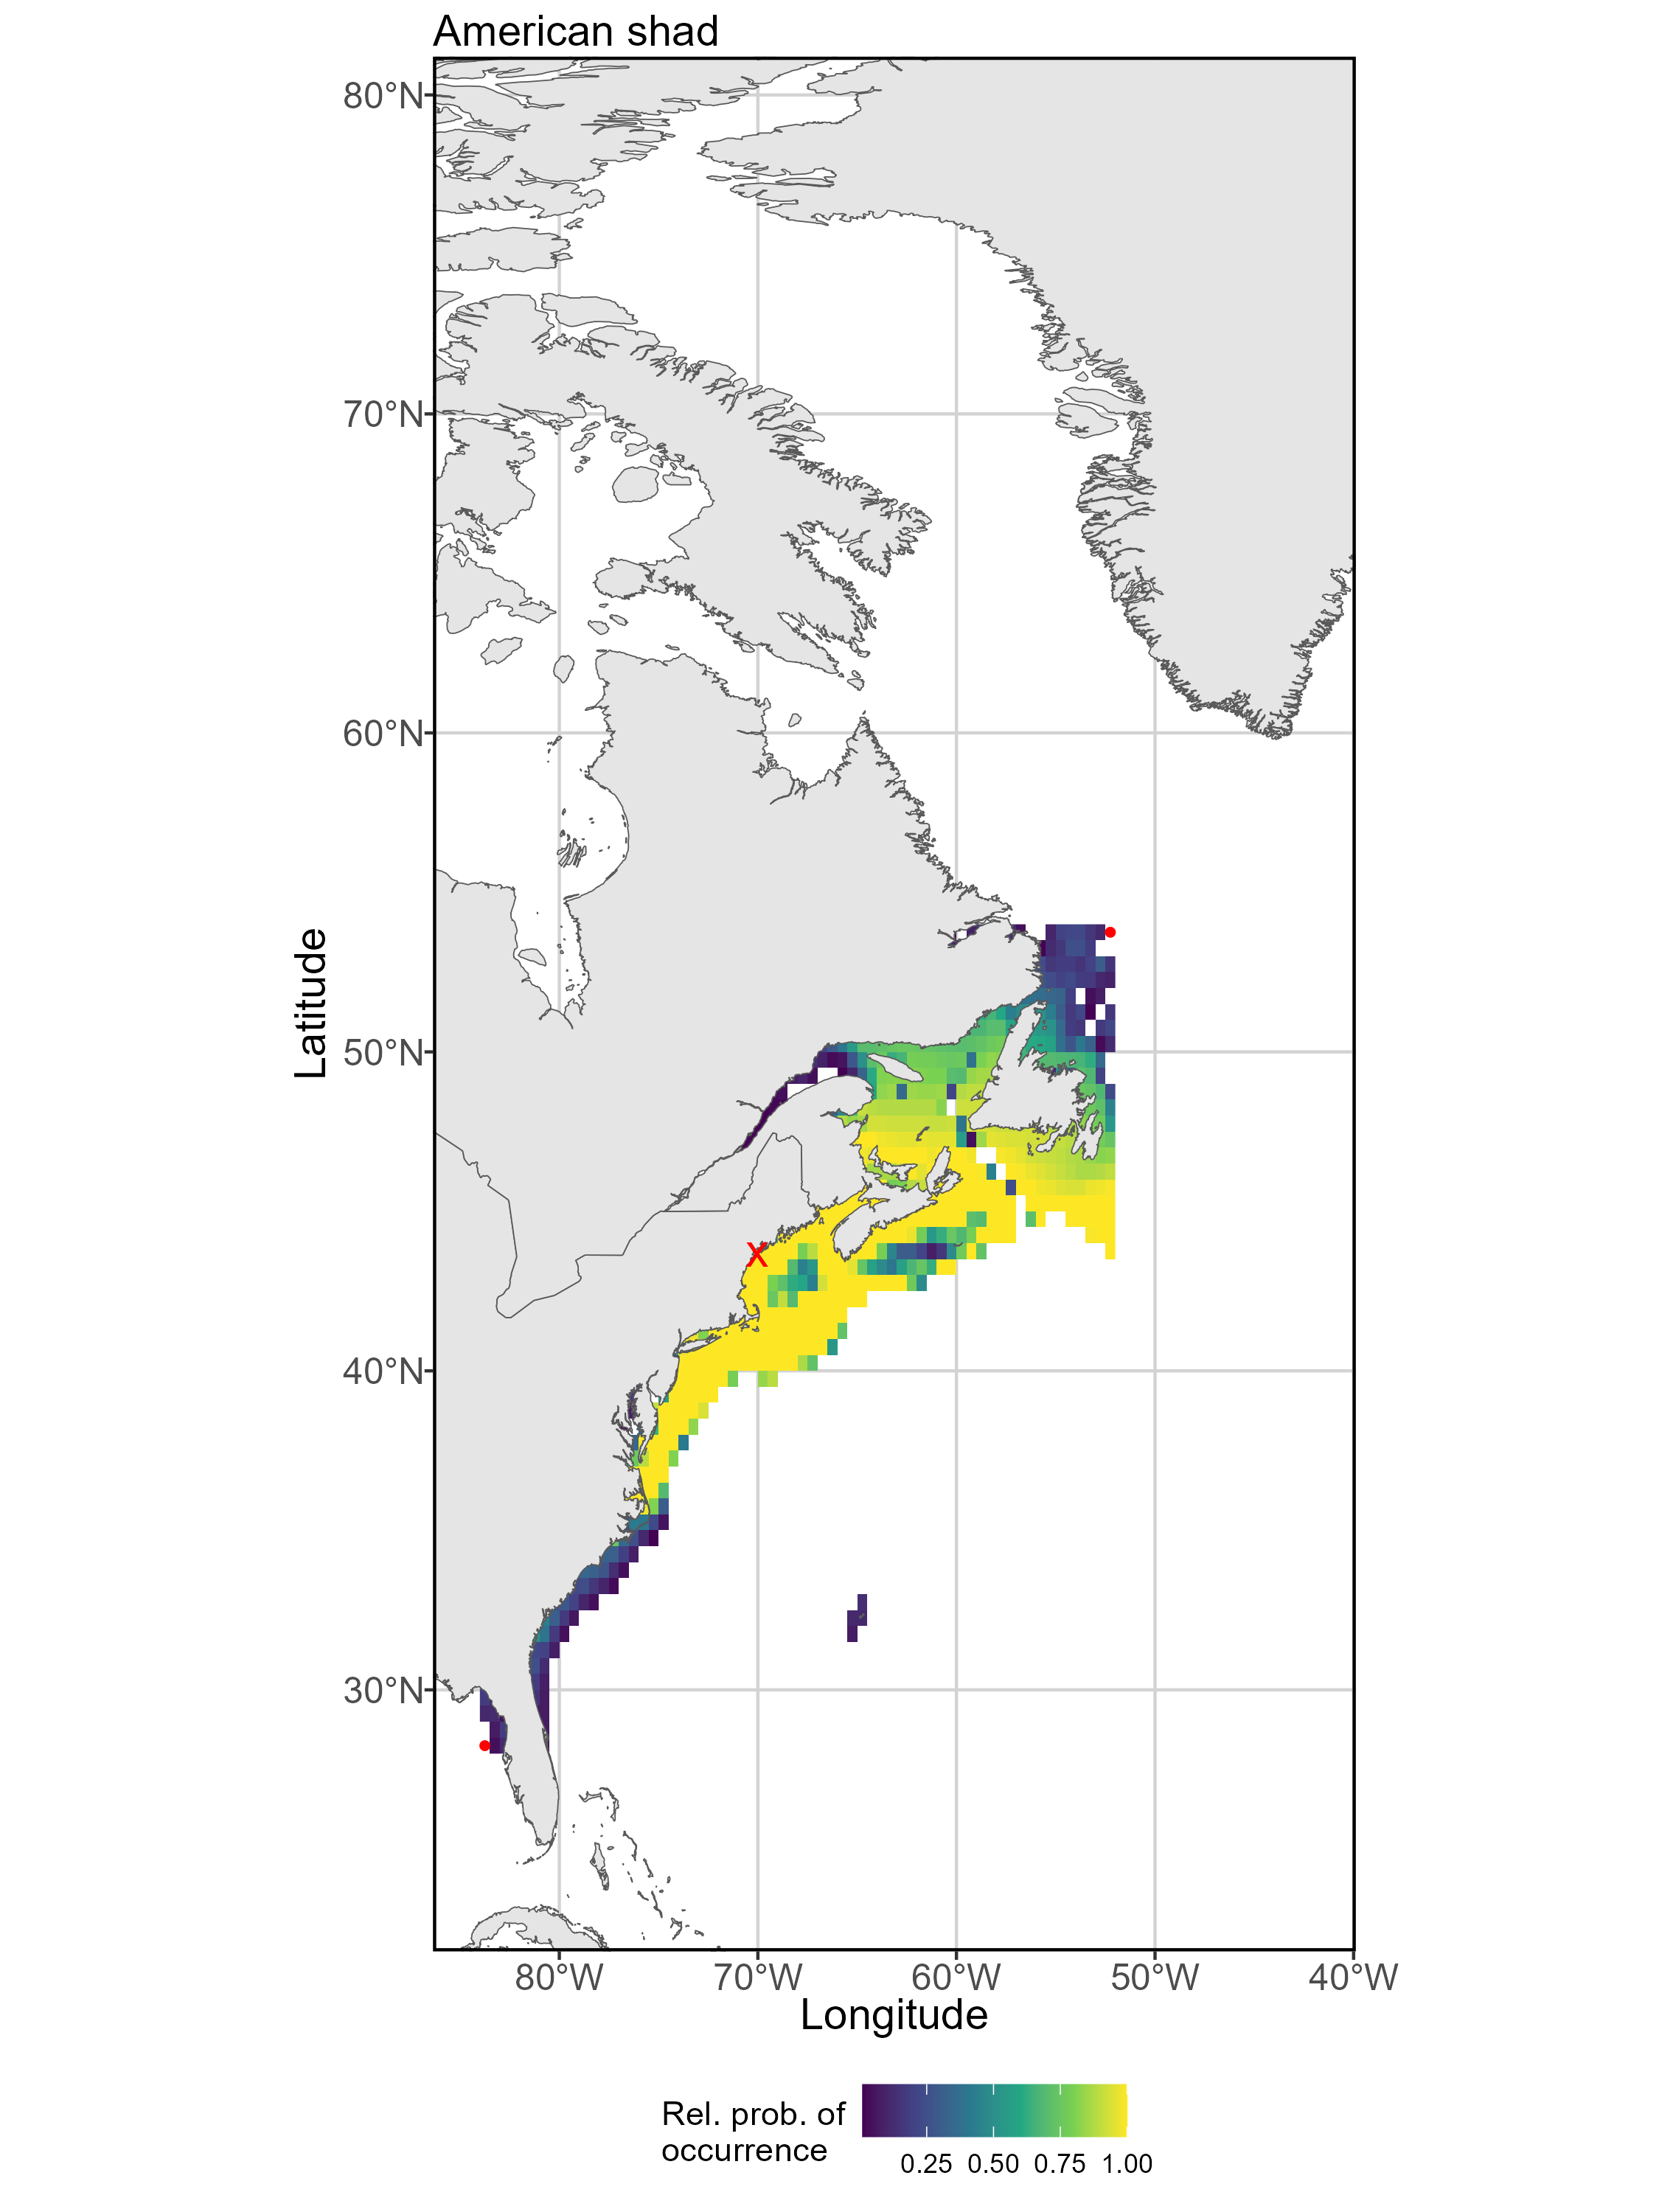 American shad
80°N
70°N
60°N
50°N
40°N
30°N
Latitude
X
80°W 70°W 60°W 50°W 40°W
Longitude
Rel. prob. of
occurrence
0.25 0.50 0.75 1.00